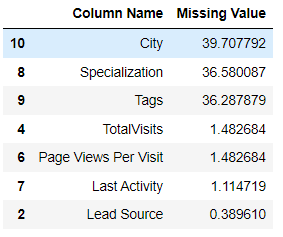 Column Name Missing Value
10 City 39.707792
8 Specialization 36.580087
9 Tags 36.287879
4 TotalVisits 1.482684
6 Page Views Per Visit 1.482684
7 Last Activity 1.114719
2 Lead Source 0.389610